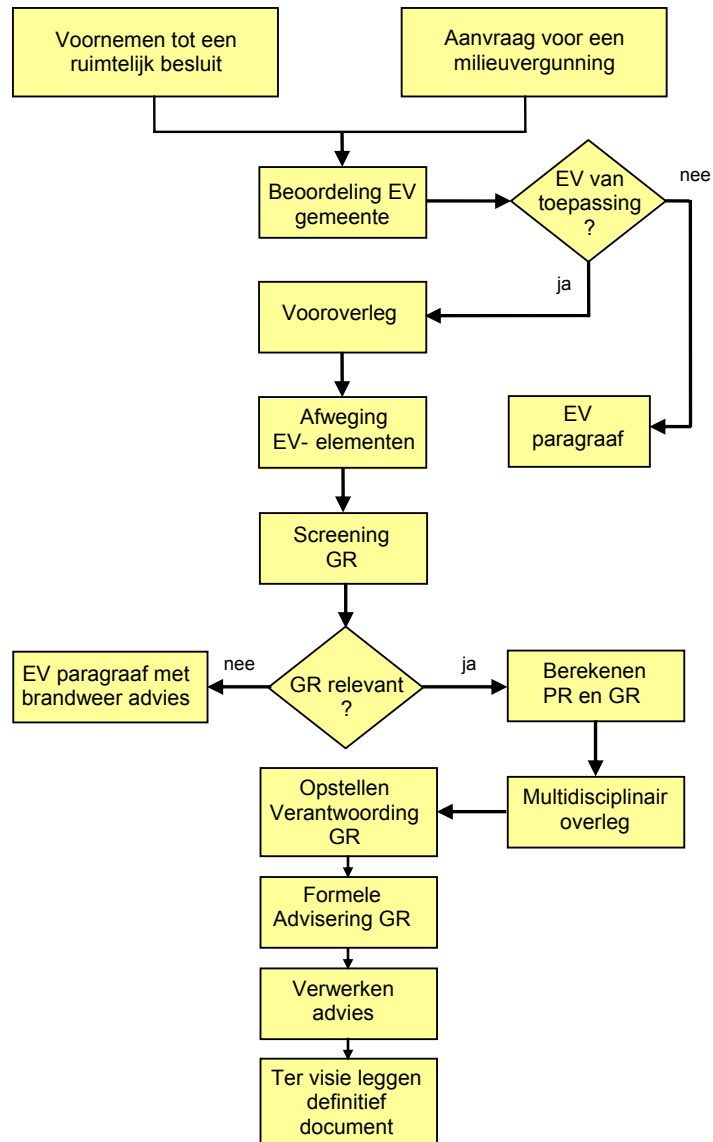 Voornemen tot een
ruimtelijk besluit
Aanvraag voor een
milieuvergunning
Beoordeling EV
gemeente
EV van
toepassing
?
nee
ja
Vooroverleg
Afweging
EV- elementen
EV
paragraaf
Screening
GR
GR relevant
?
nee
ja
EV paragraaf met
brandweer advies
Berekenen
PR en GR
Multidisciplinair
overleg
Opstellen
Verantwoording
GR
Formele
Advisering GR
Verwerken
advies
Ter visie leggen
definitief
document